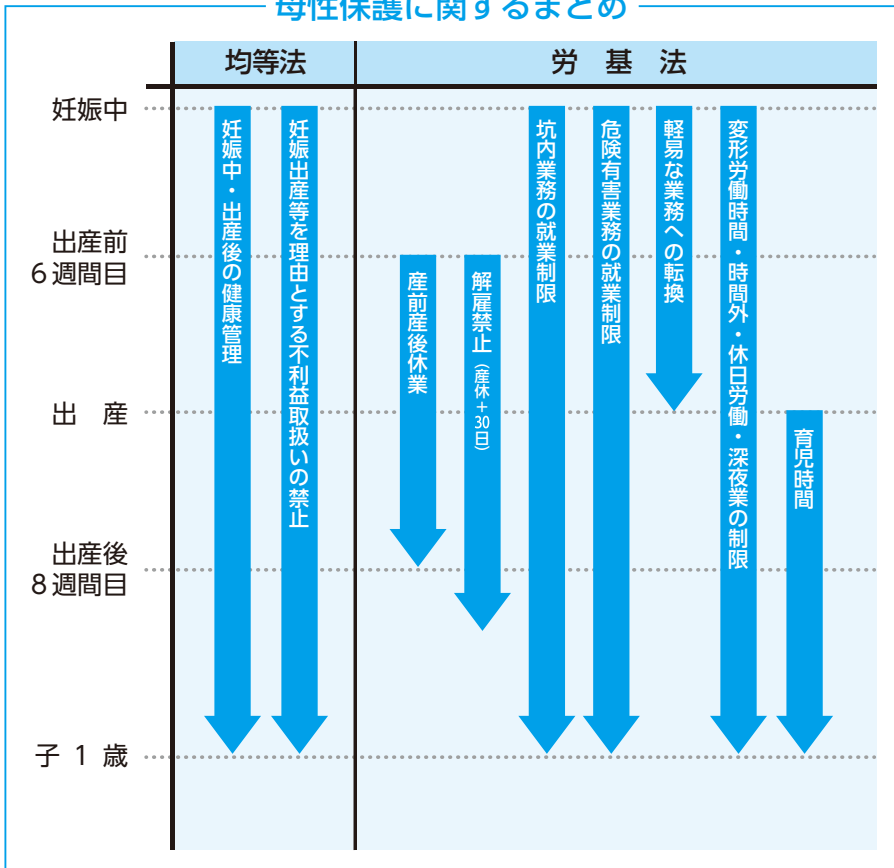 母性保護に関するまとめ
均等法
労基法
妊娠中
出産前
6週間目
出産
出産後
8週間目
子1歳
妊娠中・出産後の健康管理
妊娠出産等を理由とする不利益取扱いの禁止
産前産後休業
解雇禁止(産休+30日)
坑内業務の就業制限
危険有害業務の就業制限
軽易な業務への転換
変形労働時間・時間外・休日労働・深夜業の制限
育児時間